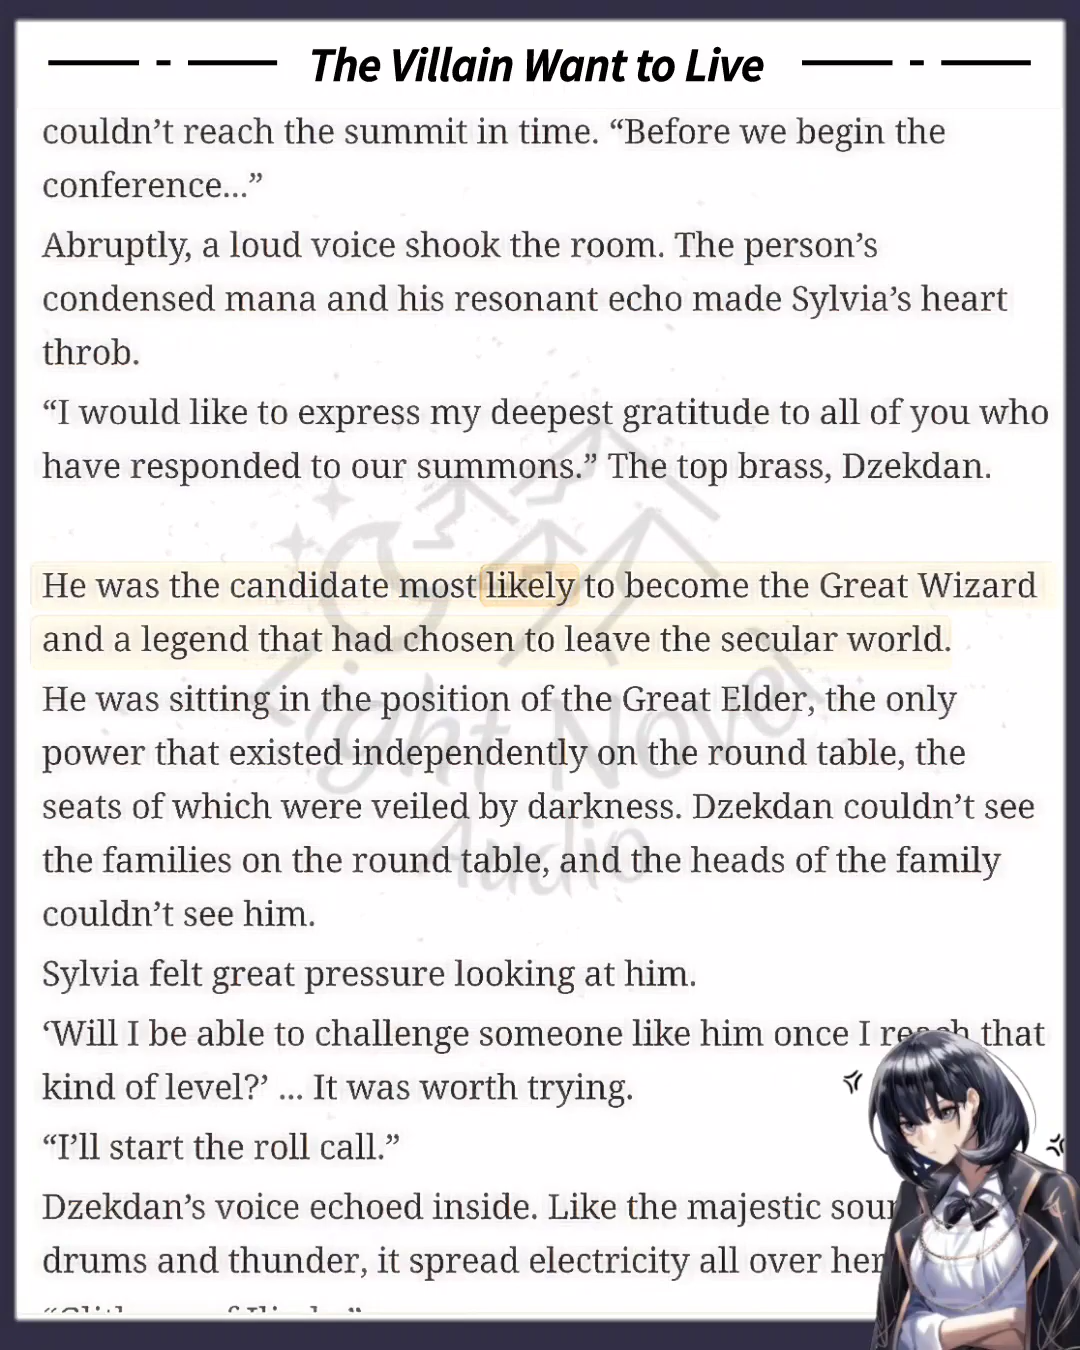 The Villain Want to Live
couldn’t reach the summit in time. “Before we begin the
conference...”
Abruptly, a loud voice shook the room. The person’s
condensed mana and his resonant echo made Sylvia’s heart
throb.
“I would like to express my deepest gratitude to all of you who
have responded to our summons.” The top brass, Dzekdan.
He was the candidate most likely to become the Great Wizard
and a legend that had chosen to leave the secular world.
He was sitting in the position of the Great Elder, the only
power that existed independently on the round table, the
seats of which were veiled by darkness. Dzekdan couldn’t see
the families on the round table, and the heads of the family
couldn’t see him.
Sylvia felt great pressure looking at him.
‘Will I be able to challenge someone like him once I reach that
kind of level?’ ... It was worth trying.
“I’ll start the roll call.”
Dzekdan’s voice echoed inside. Like the majestic
drums and thunder, it spread electricity all over her
Light Novel
Audio